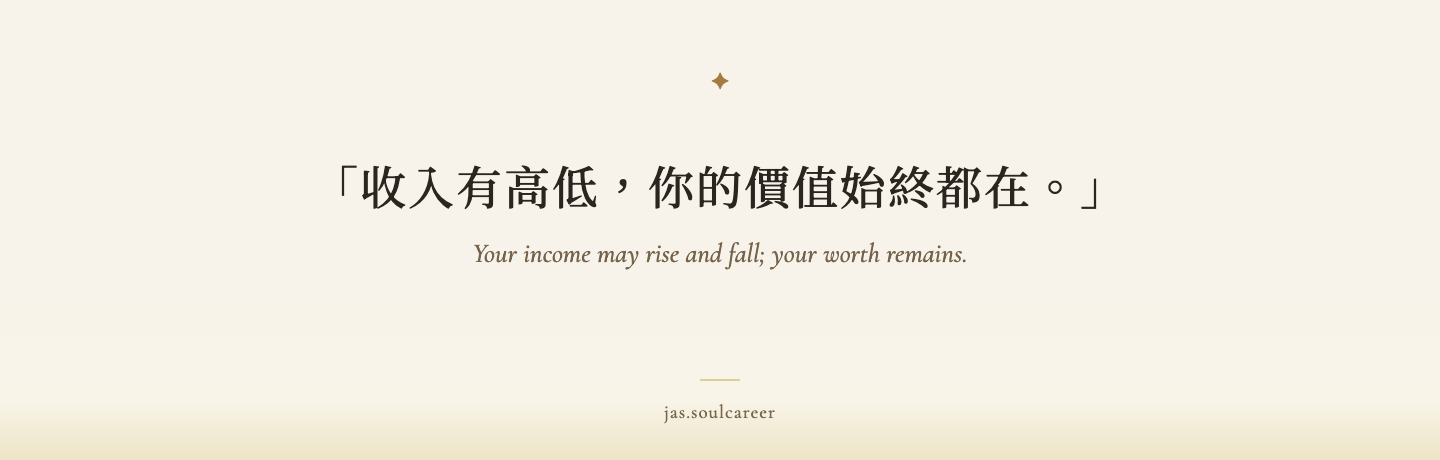 「收入有高低，你的價值始終都在。」
Your income may rise and fall; your worth remains.
jas.soulcareer